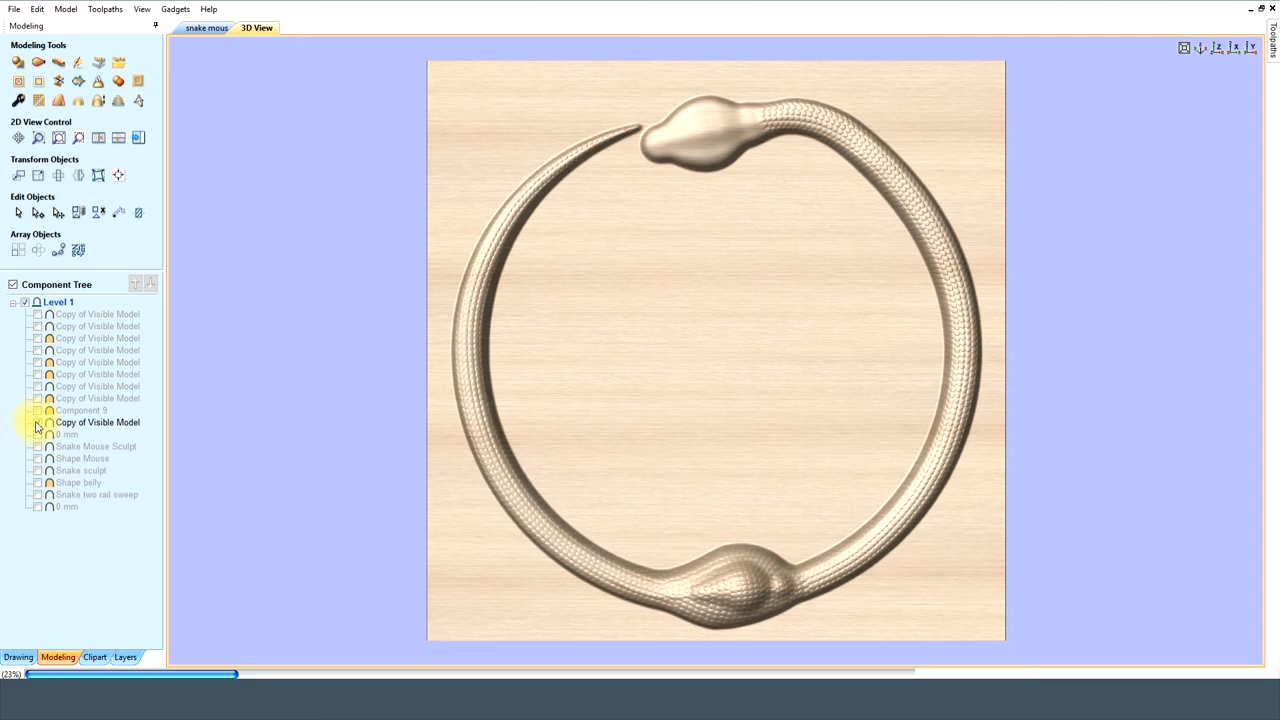 File Edit Model Toolpaths View Gadgets Help
Modeling
snake mous 3D View
Toolpaths
Modeling Tools
2D View Control
Transform Objects
Edit Objects
Array Objects
Component Tree
Level 1
Copy of Visible Model
Copy of Visible Model
Copy of Visible Model
Copy of Visible Model
Copy of Visible Model
Copy of Visible Model
Copy of Visible Model
Copy of Visible Model
Component 9
Copy of Visible Model
0 mm
Snake Mouse Sculpt
Shape Mouse
Snake sculpt
Shape belly
Snake two rail sweep
0 mm
Drawing Modeling Clipart Layers
(23%)